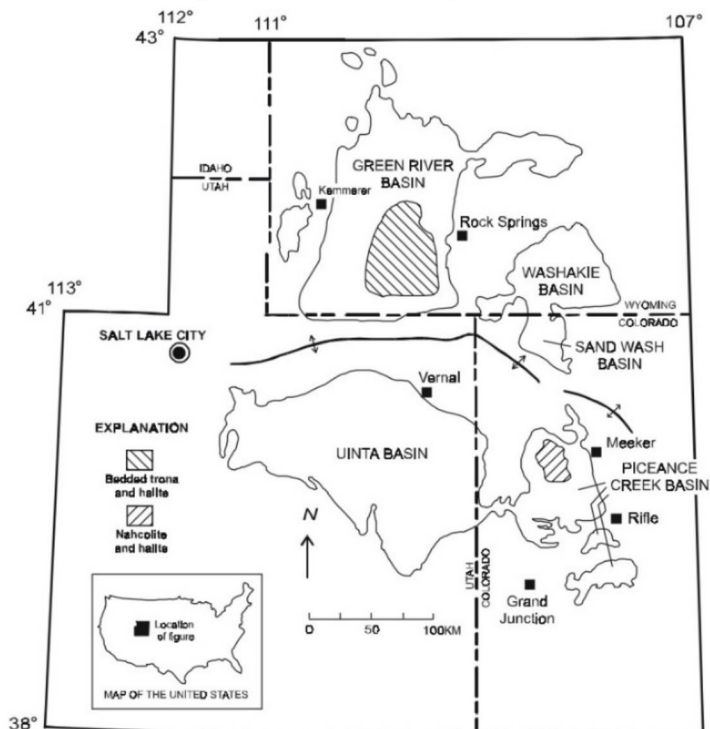 112°
111°
107°
43°
IDAHO
UTAH
GREEN RIVER
BASIN
Kemmerer
Rock Springs
WASHAKIE
BASIN
113°
41°
WYOMING
COLORADO
SALT LAKE CITY
SAND WASH
BASIN
Vernal
EXPLANATION
UINTA BASIN
Meeker
Bedded trona
and halite
PICEANCE
CREEK BASIN
N
Nahcolite
and halite
Rifle
UTAH
COLORADO
Location
of figure
Grand
Junction
0 50 100KM
MAP OF THE UNITED STATES
38°